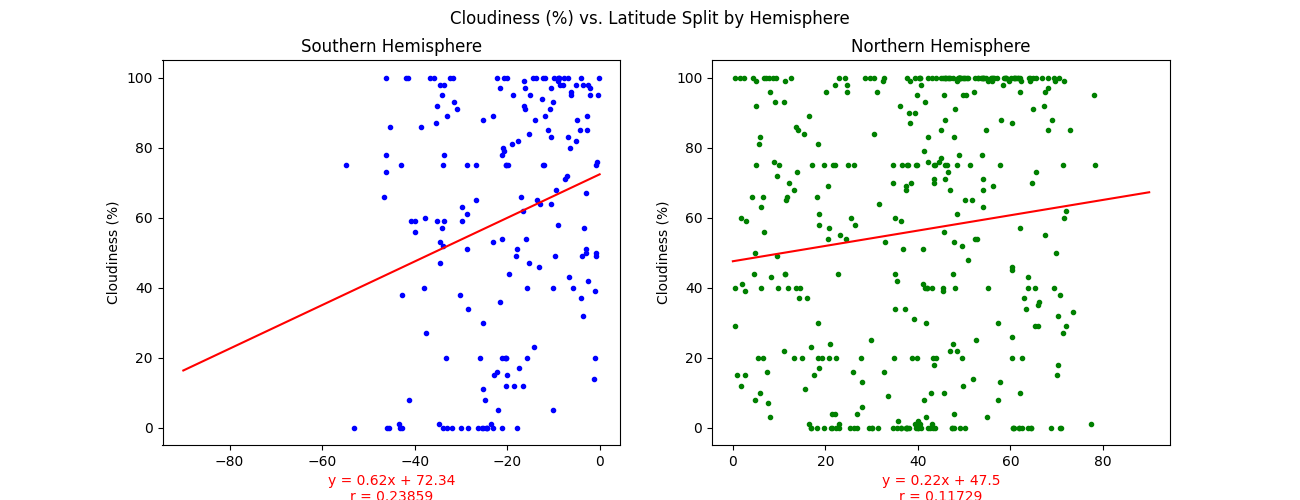 Cloudiness (%) vs. Latitude Split by Hemisphere
Southern Hemisphere
Cloudiness (%)
100
80
60
40
20
0
−80
−60
−40
−20
0
y = 0.62x + 72.34
r = 0.23859
Northern Hemisphere
Cloudiness (%)
100
80
60
40
20
0
0
20
40
60
80
y = 0.22x + 47.5
r = 0.11729